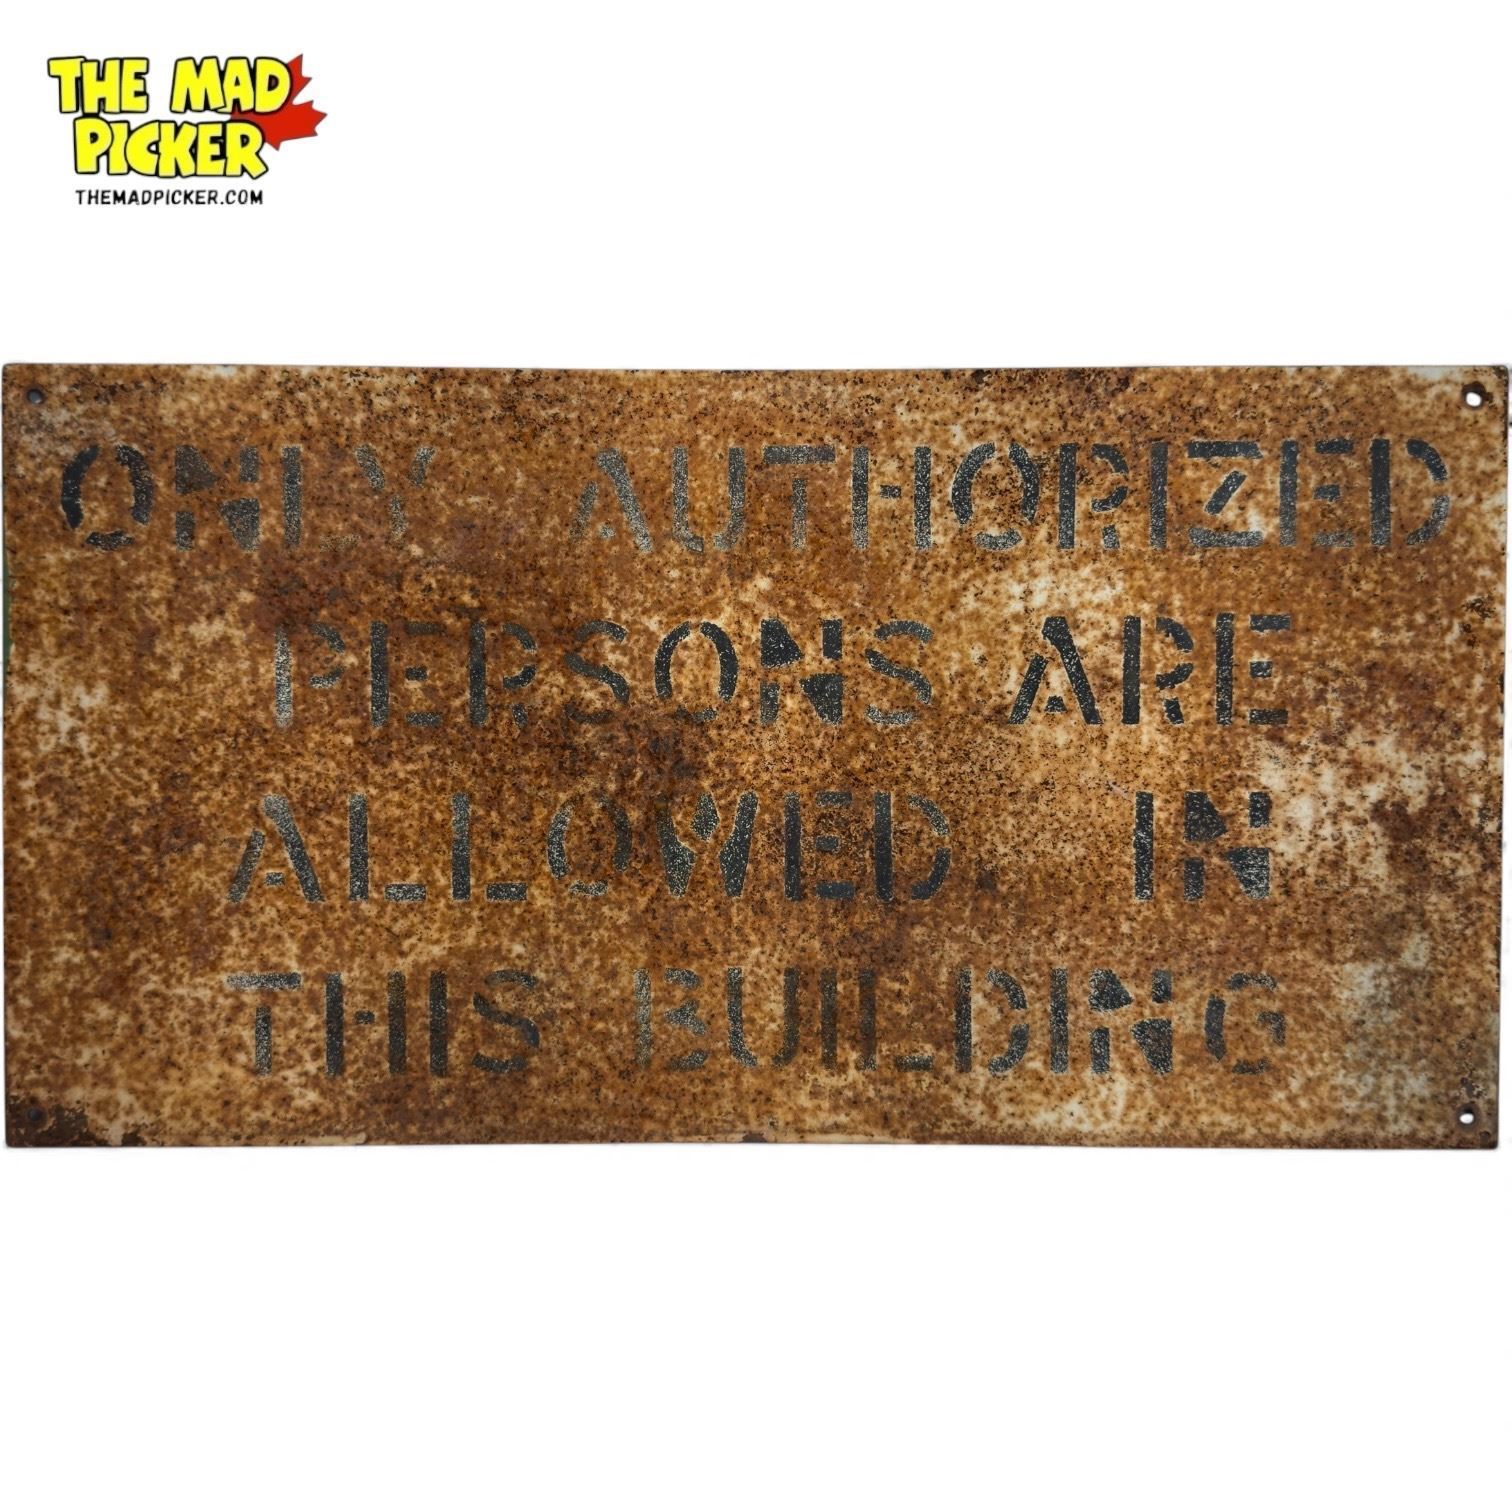 THE MAD
PICKER
THEMADPICKER.COM
ONLY AUTHORIZED
PERSONS ARE
ALLOWED IN
THIS BUILDING